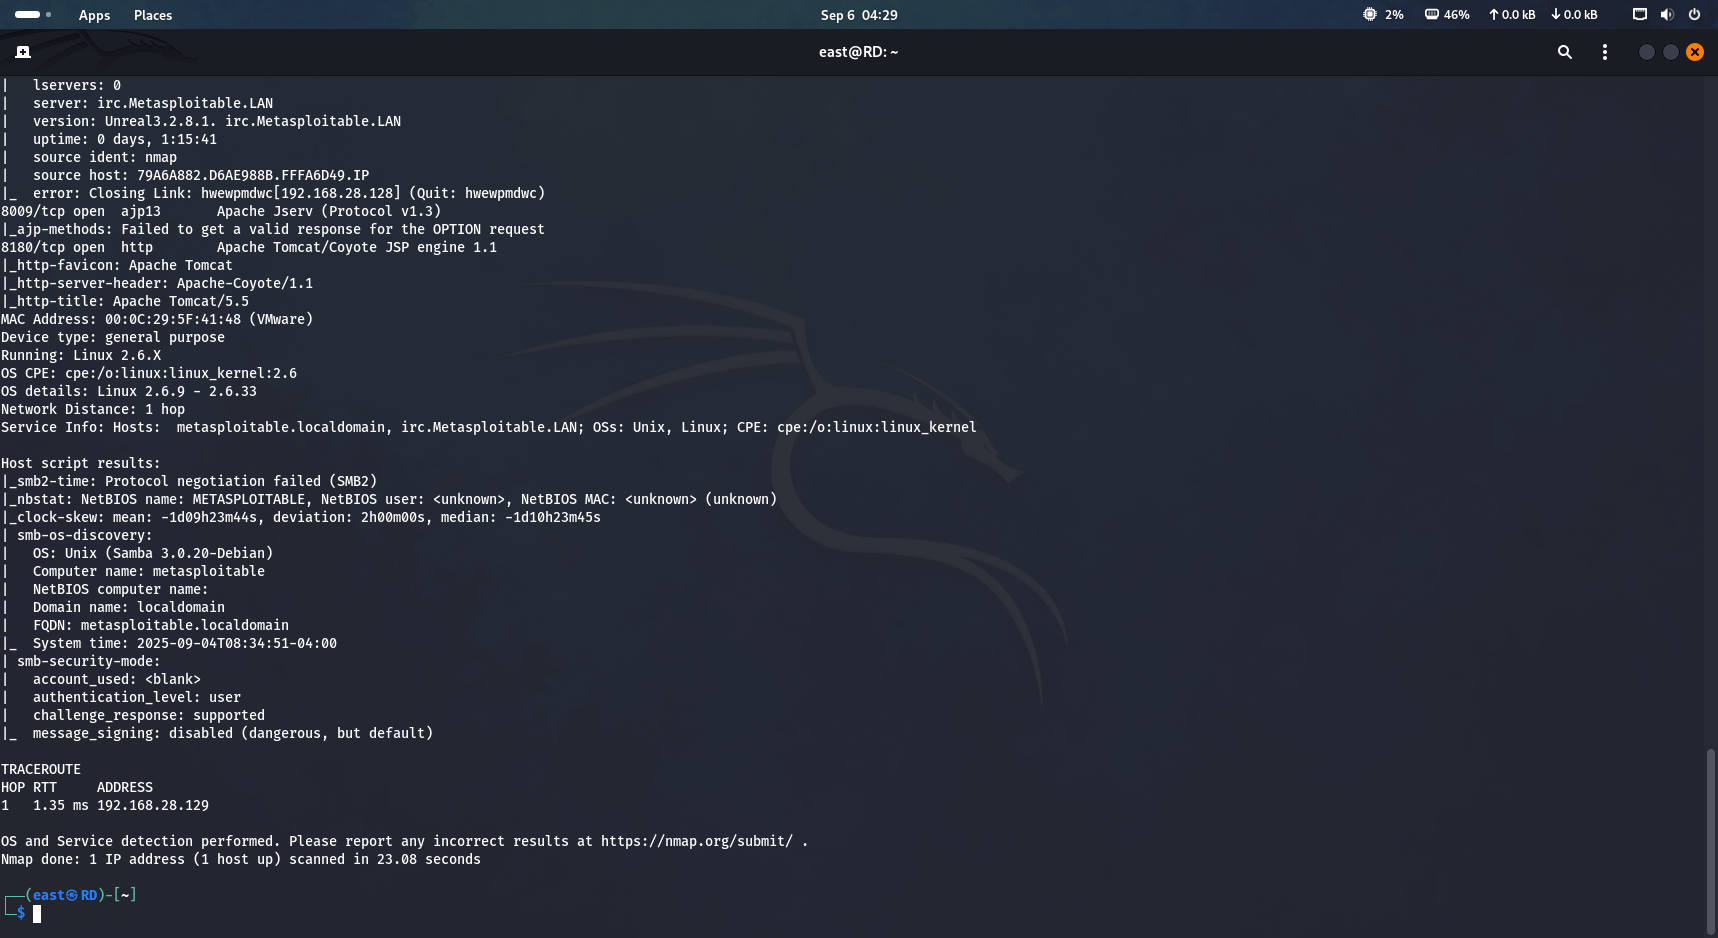 Apps Places Sep 6 04:29 2% 46% 0.0 kB 0.0 kB
east@RD: ~
|   lservers: 0
|   server: irc.Metasploitable.LAN
|   version: Unreal3.2.8.1. irc.Metasploitable.LAN
|   uptime: 0 days, 1:15:41
|   source ident: nmap
|   source host: 79A6A882.D6AE988B.FFFA6D49.IP
|_  error: Closing Link: hwewpmdwc[192.168.28.128] (Quit: hwewpmdwc)
8009/tcp open  ajp13       Apache Jserv (Protocol v1.3)
|_ajp-methods: Failed to get a valid response for the OPTION request
8180/tcp open  http        Apache Tomcat/Coyote JSP engine 1.1
|_http-favicon: Apache Tomcat
|_http-server-header: Apache-Coyote/1.1
|_http-title: Apache Tomcat/5.5
MAC Address: 00:0C:29:5F:41:48 (VMware)
Device type: general purpose
Running: Linux 2.6.X
OS CPE: cpe:/o:linux:linux_kernel:2.6
OS details: Linux 2.6.9 - 2.6.33
Network Distance: 1 hop
Service Info: Hosts:  metasploitable.localdomain, irc.Metasploitable.LAN; OSs: Unix, Linux; CPE: cpe:/o:linux:linux_kernel
Host script results:
|_smb2-time: Protocol negotiation failed (SMB2)
|_nbstat: NetBIOS name: METASPLOITABLE, NetBIOS user: <unknown>, NetBIOS MAC: <unknown> (unknown)
|_clock-skew: mean: -1d09h23m44s, deviation: 2h00m00s, median: -1d10h23m45s
| smb-os-discovery:
|   OS: Unix (Samba 3.0.20-Debian)
|   Computer name: metasploitable
|   NetBIOS computer name:
|   Domain name: localdomain
|   FQDN: metasploitable.localdomain
|_  System time: 2025-09-04T08:34:51-04:00
| smb-security-mode:
|   account_used: <blank>
|   authentication_level: user
|   challenge_response: supported
|_  message_signing: disabled (dangerous, but default)
TRACEROUTE
HOP RTT     ADDRESS
1   1.35 ms 192.168.28.129
OS and Service detection performed. Please report any incorrect results at https://nmap.org/submit/ .
Nmap done: 1 IP address (1 host up) scanned in 23.08 seconds
┌──(east㉿RD)-[~]
└─$